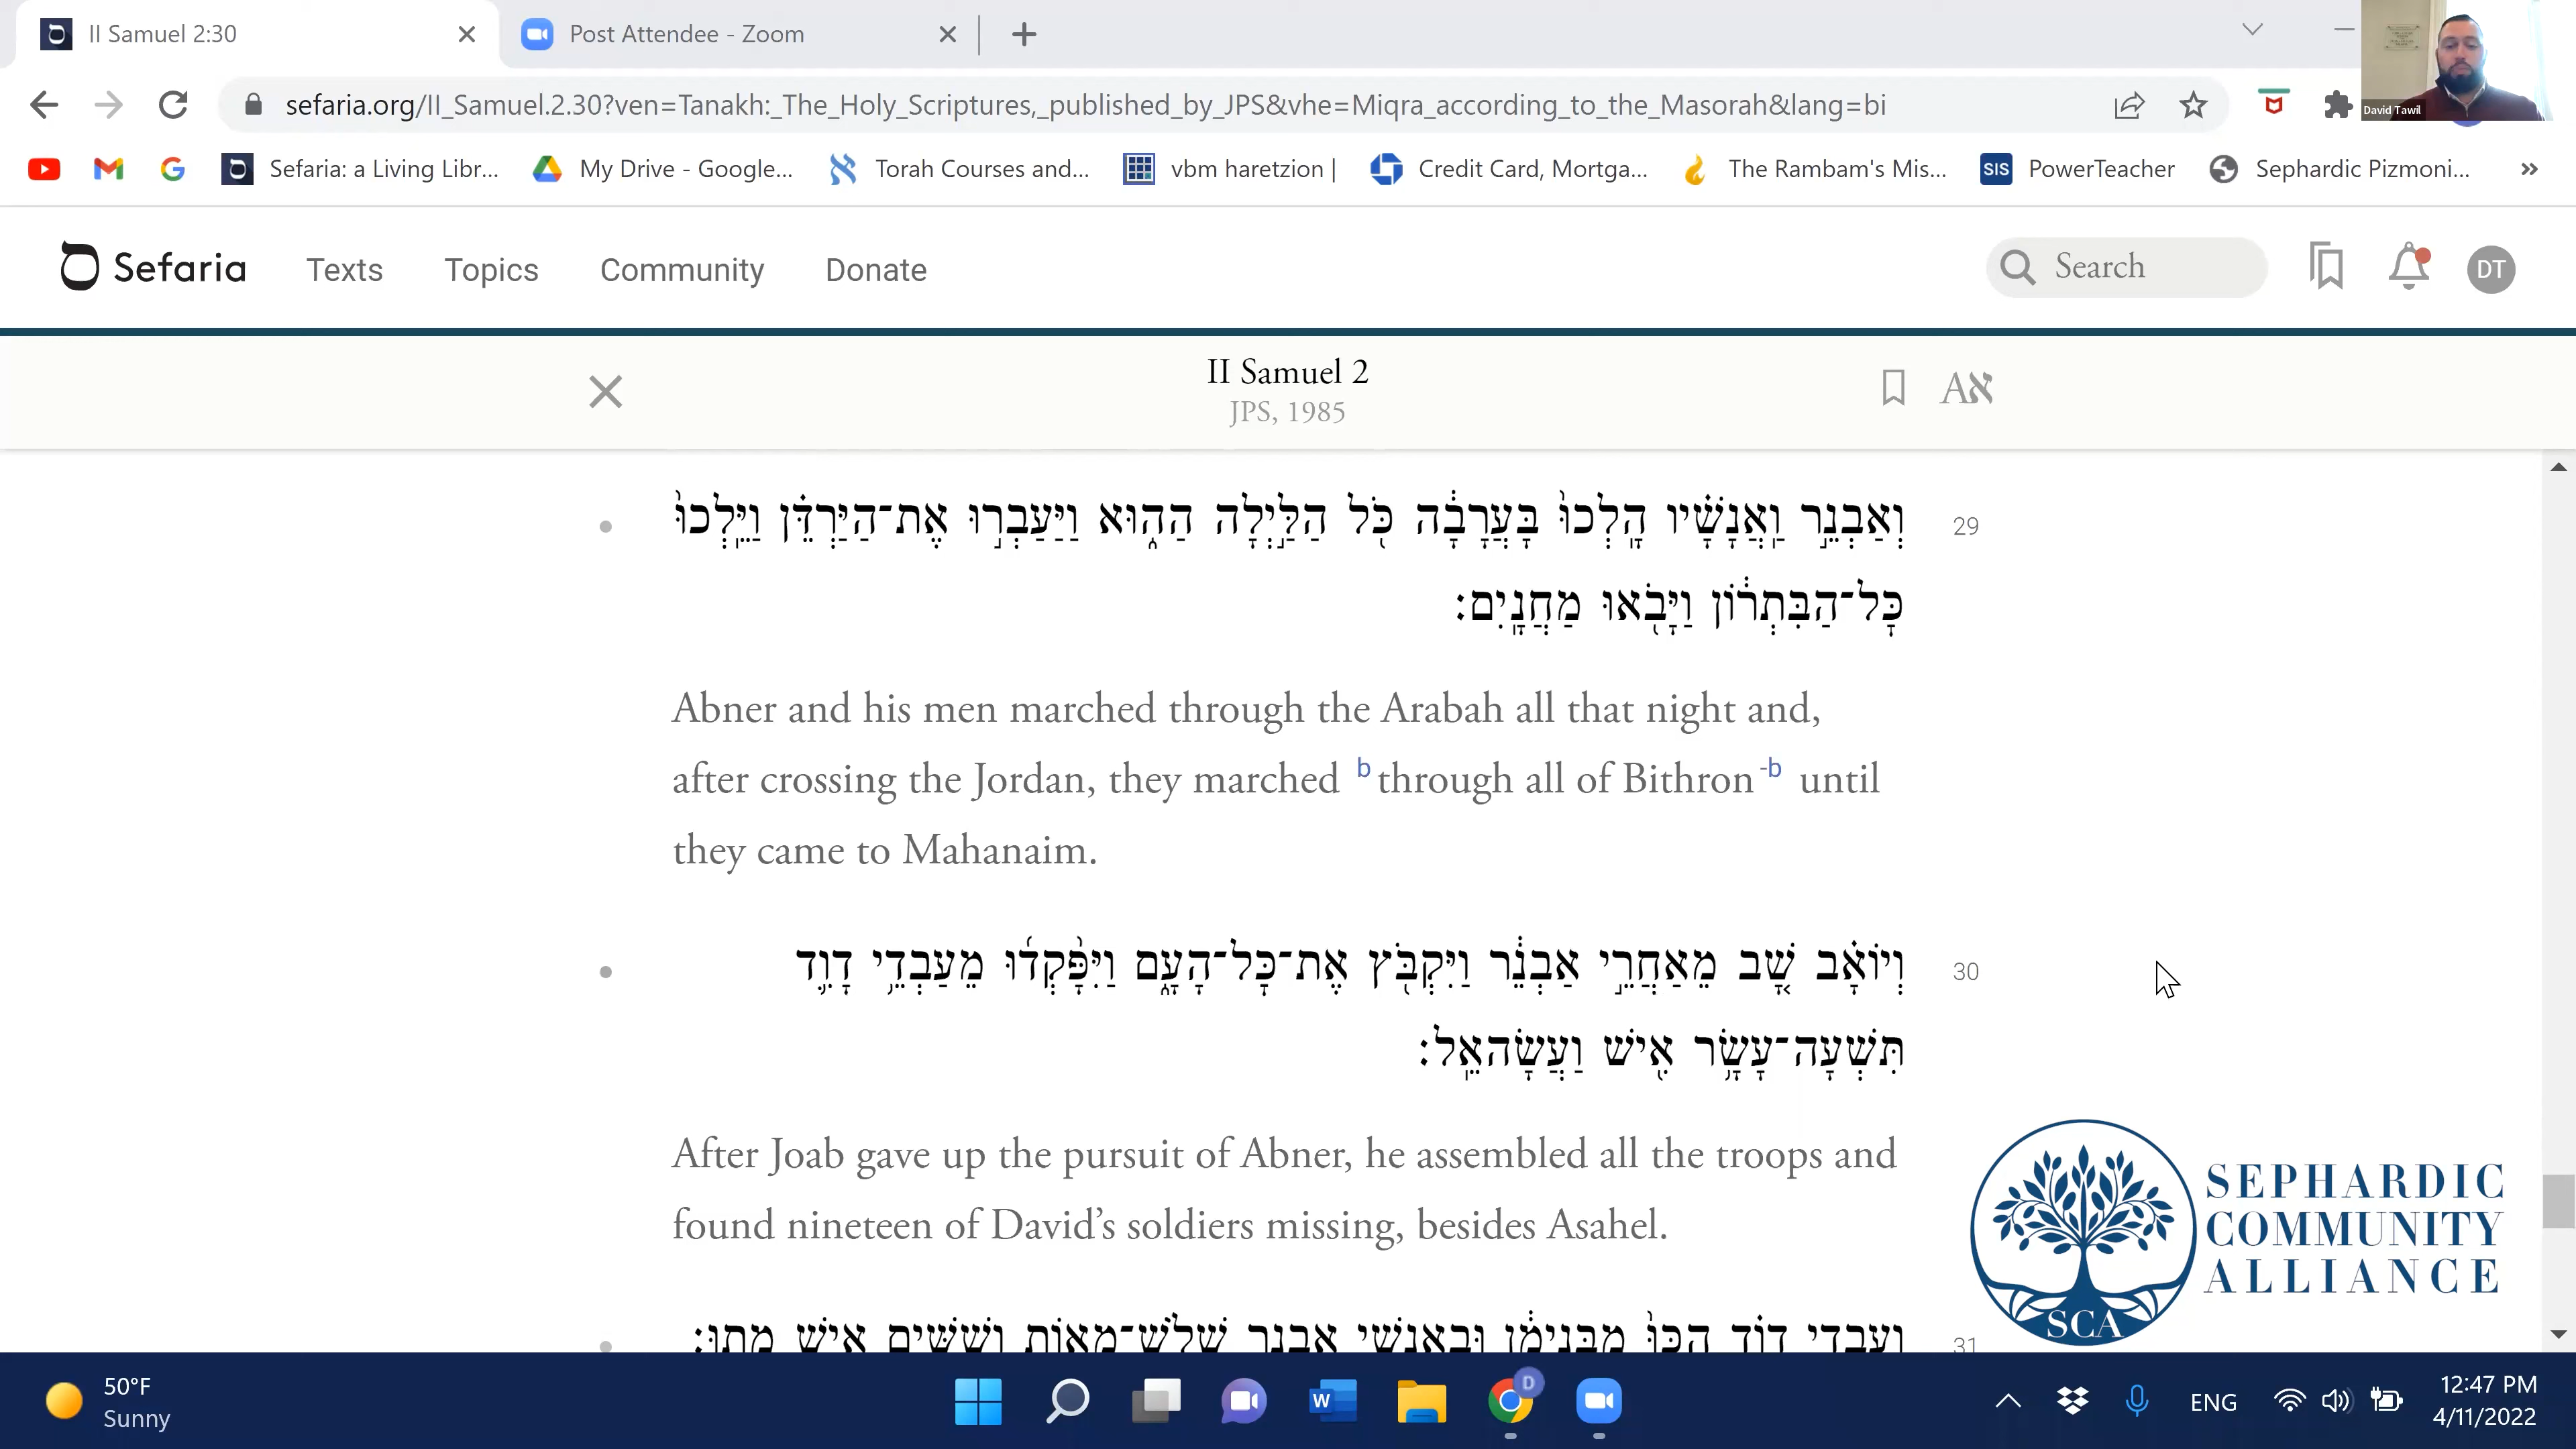 II Samuel 2:30
Post Attendee - Zoom
David Tawil
sefaria.org/II_Samuel.2.30?ven=Tanakh:_The_Holy_Scriptures,_published_by_JPS&vhe=Miqra_according_to_the_Masorah&lang=bi
Sefaria: a Living Libr... My Drive - Google... Torah Courses and... vbm haretzion | Credit Card, Mortga... The Rambam's Mis... SIS PowerTeacher Sephardic Pizmoni... »
Sefaria Texts Topics Community Donate Search DT
II Samuel 2
JPS, 1985
Aא
וְאַבְנֵ֣ר וַֽאֲנָשָׁ֗יו הָֽלְכוּ֙ בָּעֲרָבָ֔ה כֹּ֖ל הַלַּ֣יְלָה הַה֑וּא וַיַּעַבְר֣וּ אֶת־הַיַּרְדֵּ֗ן וַיֵּֽלְכוּ֙ 29
כׇּל־הַבִּתְר֔וֹן וַיָּבֹ֖אוּ מַחֲנָֽיִם׃
Abner and his men marched through the Arabah all that night and,
after crossing the Jordan, they marched b through all of Bithron -b until
they came to Mahanaim.
וְיוֹאָ֗ב שָׁ֚ב מֵאַחֲרֵ֣י אַבְנֵ֔ר וַיִּקְבֹּ֖ץ אֶת־כׇּל־הָעָ֑ם וַיִּפָּ֨קְד֜וּ מֵעַבְדֵ֥י דָוִ֛ד 30
תִּשְׁעָה־עָשָׂ֥ר אִ֖ישׁ וַעֲשָׂהאֵֽל׃
After Joab gave up the pursuit of Abner, he assembled all the troops and
found nineteen of David’s soldiers missing, besides Asahel.
וְעַבְדֵ֣י דָוִ֗ד הִכּוּ֙ מִבִּנְיָמִ֔ן וּבְאַנְשֵׁ֖י אַבְנֵ֑ר שְׁלֹשׁ־מֵא֧וֹת וְשִׁשִּׁ֛ים אִ֖ישׁ מֵֽתוּ׃ 31
SEPHARDIC
COMMUNITY
ALLIANCE
SCA
50°F
Sunny
D
W
ENG
12:47 PM
4/11/2022